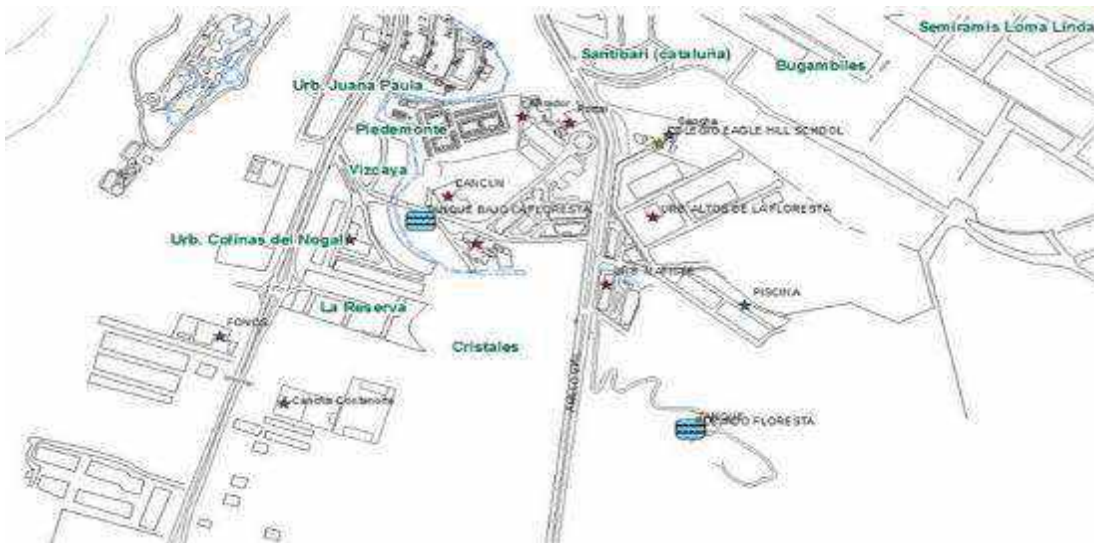 Semiramis Loma Linda
Santibari (cataluña)
Bugambiles
Urb. Juana Paula
Piedemonte
COLEGIO EAGLE HILL SCHOOL
Vizcaya
CANCUN
TANQUE BAJO LA FLORESTA
URB. ALTOS DE LA FLORESTA
Urb. Colinas del Nogal
PISCINA
La Reserva
Cristales
TANQUE
FLORESTA